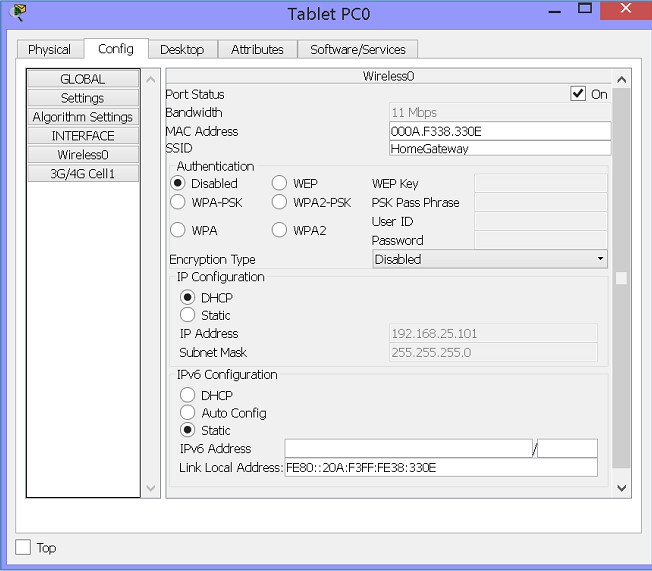 Tablet PC0
Physical Config Desktop Attributes Software/Services
GLOBAL
Settings
Algorithm Settings
INTERFACE
Wireless0
3G/4G Cell1
Wireless0
Port Status On
Bandwidth 11 Mbps
MAC Address 000A.F338.330E
SSID HomeGateway
Authentication
Disabled WEP WEP Key
WPA-PSK WPA2-PSK PSK Pass Phrase
User ID
WPA WPA2
Password
Encryption Type Disabled
IP Configuration
DHCP
Static
IP Address 192.168.25.101
Subnet Mask 255.255.255.0
IPv6 Configuration
DHCP
Auto Config
Static
IPv6 Address /
Link Local Address: FE80::20A:F3FF:FE38:330E
Top